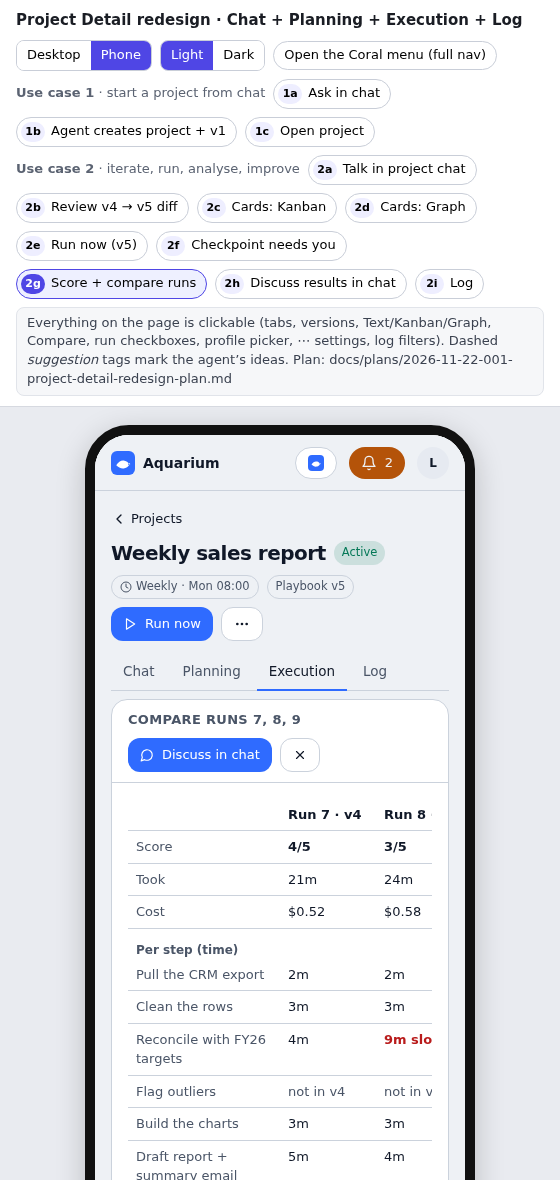 Project Detail redesign · Chat + Planning + Execution + Log
Desktop Phone Light Dark Open the Coral menu (full nav)
Use case 1 · start a project from chat 1a Ask in chat
1b Agent creates project + v1 1c Open project
Use case 2 · iterate, run, analyse, improve 2a Talk in project chat
2b Review v4 → v5 diff 2c Cards: Kanban 2d Cards: Graph
2e Run now (v5) 2f Checkpoint needs you
2g Score + compare runs 2h Discuss results in chat 2i Log
Everything on the page is clickable (tabs, versions, Text/Kanban/Graph,
Compare, run checkboxes, profile picker, ··· settings, log filters). Dashed
suggestion tags mark the agent’s ideas. Plan: docs/plans/2026-11-22-001-
project-detail-redesign-plan.md
Aquarium 2 L
Projects
Weekly sales report Active
Weekly · Mon 08:00 Playbook v5
Run now ···
Chat Planning Execution Log
COMPARE RUNS 7, 8, 9
Discuss in chat ×
Run 7 · v4 Run 8
Score 4/5 3/5
Took 21m 24m
Cost $0.52 $0.58
Per step (time)
Pull the CRM export 2m 2m
Clean the rows 3m 3m
Reconcile with FY26 4m 9m slo
targets
Flag outliers not in v4 not in v
Build the charts 3m 3m
Draft report + 5m 4m
summary email